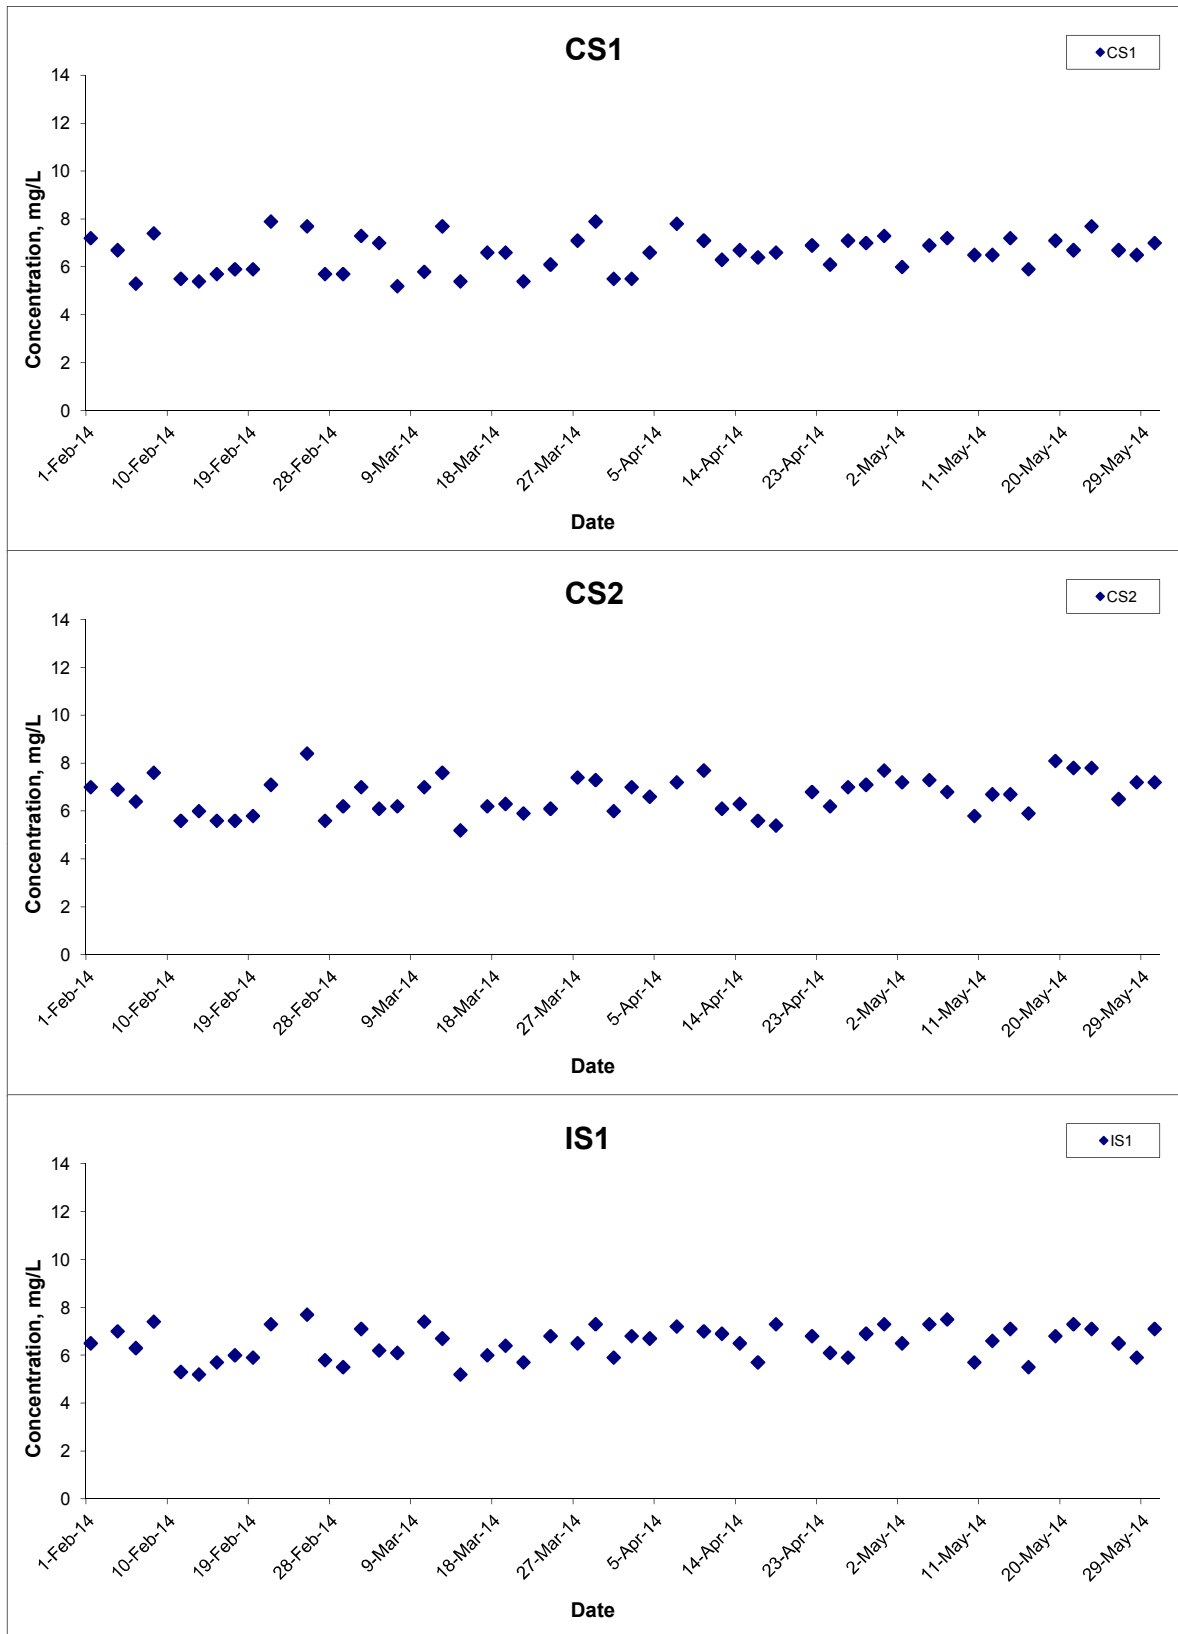 CS1
CS1
14
12
10
8
6
4
2
0
Concentration, mg/L
1-Feb-14
10-Feb-14
19-Feb-14
28-Feb-14
9-Mar-14
18-Mar-14
27-Mar-14
5-Apr-14
14-Apr-14
23-Apr-14
2-May-14
11-May-14
20-May-14
29-May-14
Date
CS2
CS2
14
12
10
8
6
4
2
0
Concentration, mg/L
1-Feb-14
10-Feb-14
19-Feb-14
28-Feb-14
9-Mar-14
18-Mar-14
27-Mar-14
5-Apr-14
14-Apr-14
23-Apr-14
2-May-14
11-May-14
20-May-14
29-May-14
Date
IS1
IS1
14
12
10
8
6
4
2
0
Concentration, mg/L
1-Feb-14
10-Feb-14
19-Feb-14
28-Feb-14
9-Mar-14
18-Mar-14
27-Mar-14
5-Apr-14
14-Apr-14
23-Apr-14
2-May-14
11-May-14
20-May-14
29-May-14
Date